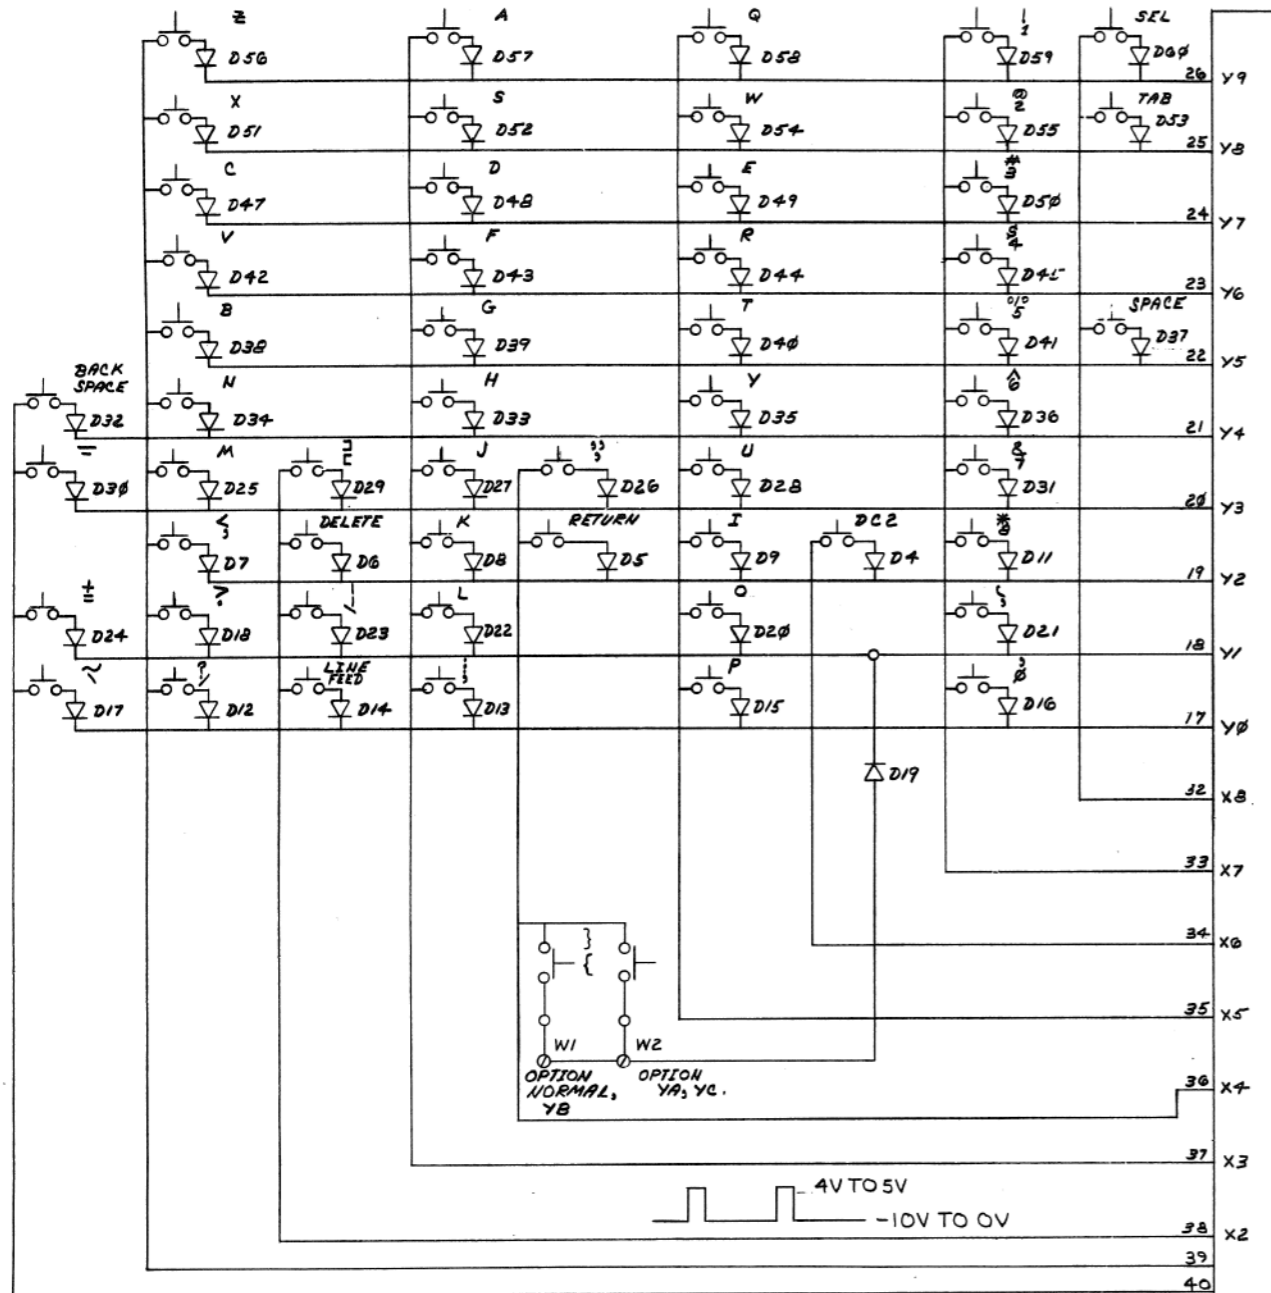 Z A Q ! SEL
1
D56 D57 D58 D59 D60
26 Y9
X S W @ TAB
2
D51 D52 D54 D55 D53
25 Y8
C D E #
3
D47 D48 D49 D50
24 Y7
V F R $
4
D42 D43 D44 D45
23 Y6
B G T % SPACE
5
D38 D39 D40 D41 D37
22 Y5
BACK
SPACE
N H Y ^
6
D32 D34 D33 D35 D36
21 Y4
M ] J U &
[ 7
D30 D25 D29 D27 D26 D28 D31
20 Y3
< DELETE K RETURN I DC2 *
, 8
D7 D6 D8 D5 D9 D4 D11
19 Y2
+ > | L O (
= . \
D24 D18 D23 D22 D20 D21
18 Y1
~ ? LINE
FEED
: P )
/ ; Ø
D17 D12 D14 D13 D15 D16
17 YØ
D19
32 X8
33 X7
34 X6
}
{
35 X5
W1 W2
OPTION
NORMAL,
YB
OPTION
YA, YC.
36 X4
37 X3
4V TO 5V
-10V TO 0V
38 X2
39
40